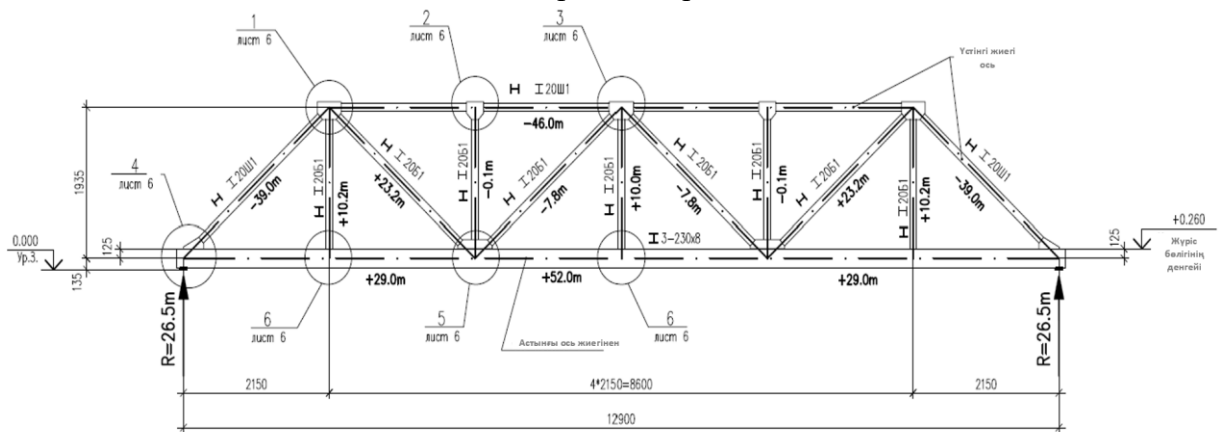 1
лист 6
2
лист 6
3
лист 6
Үстінгі жиегі
ось
H I 20Ш1
-46.0т
4
лист 6
1935
H I 20Ш1
-39.0т
H I 20Б1
+10.2т
H I 20Б1
+23.2т
H I 20Б1
-0.1т
H I 20Б1
-7.8т
H I 20Б1
+10.0т
H I 20Б1
-7.8т
H I 20Б1
-0.1т
H I 20Б1
+23.2т
H I 20Б1
+10.2т
H I 20Ш1
-39.0т
I 3-230х8
0.000
Ур.З.
125
135
+0.260
125
Жүріс
бөлігінің
деңгейі
+29.0т
+52.0т
+29.0т
R=26.5т
6
лист 6
5
лист 6
6
лист 6
Астынғы ось жиегінен
R=26.5т
2150
4*2150=8600
2150
12900